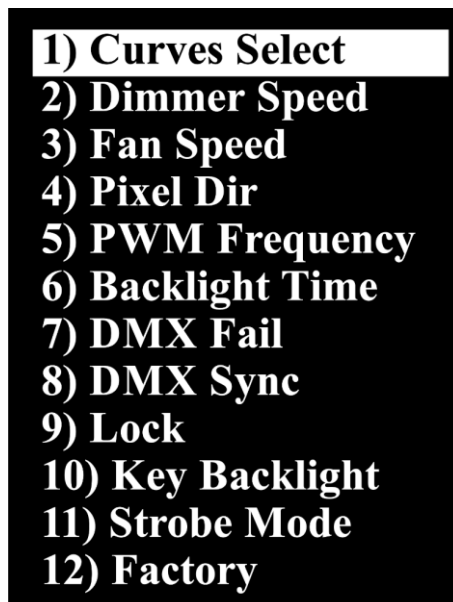 1) Curves Select
2) Dimmer Speed
3) Fan Speed
4) Pixel Dir
5) PWM Frequency
6) Backlight Time
7) DMX Fail
8) DMX Sync
9) Lock
10) Key Backlight
11) Strobe Mode
12) Factory